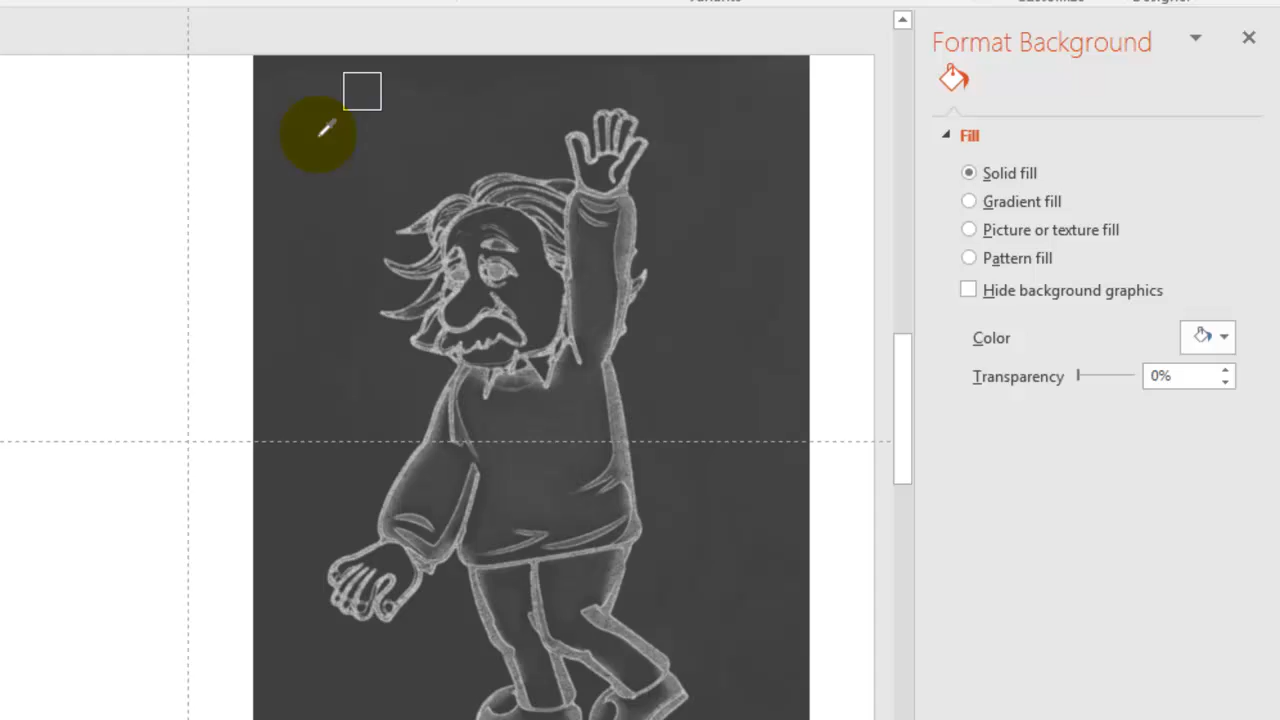 Format Background
Fill
Solid fill
Gradient fill
Picture or texture fill
Pattern fill
Hide background graphics
Color
Transparency
0%